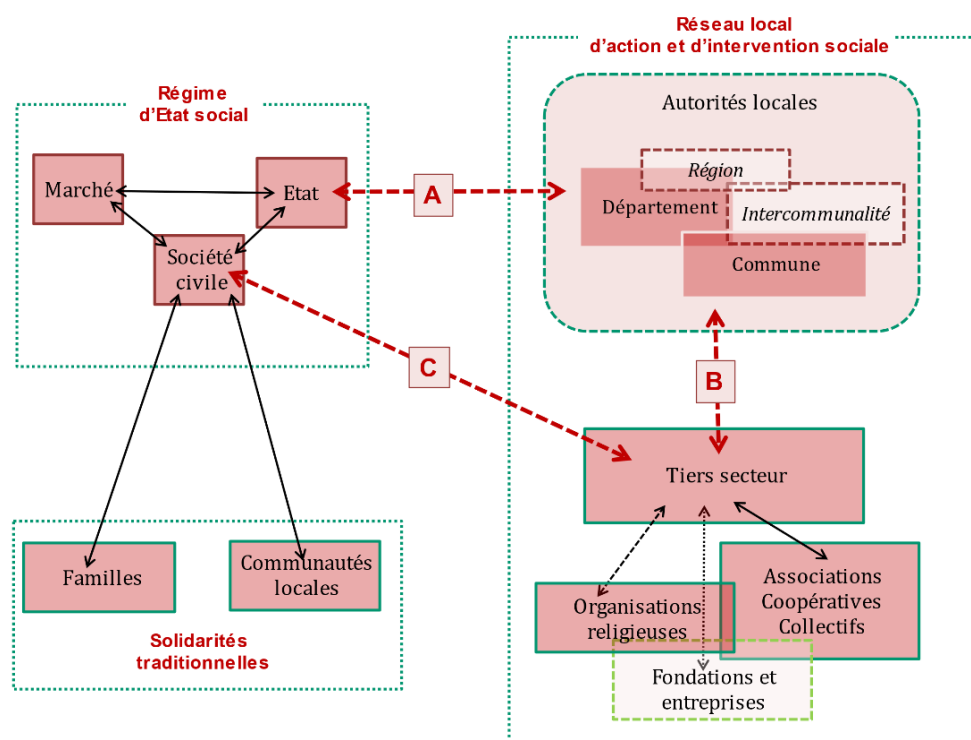 Réseau local
d'action et d'intervention sociale
Régime
d'Etat social
Autorités locales
Marché
Etat
A
Région
Département
Intercommunalité
Société
civile
Commune
C
B
Tiers secteur
Familles
Communautés
locales
Solidarités
traditionnelles
Organisations
religieuses
Associations
Coopératives
Collectifs
Fondations et
entreprises